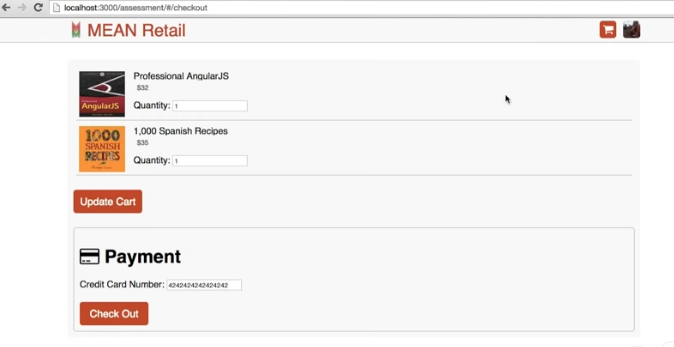 localhost:3000/assessment/#/checkout
MEAN Retail
Professional AngularJS
$32
AngularJS
Quantity: 1
1,000 Spanish Recipes
$35
1000
SPANISH
RECIPES
Quantity: 1
Update Cart
Payment
Credit Card Number: 4242424242424242
Check Out